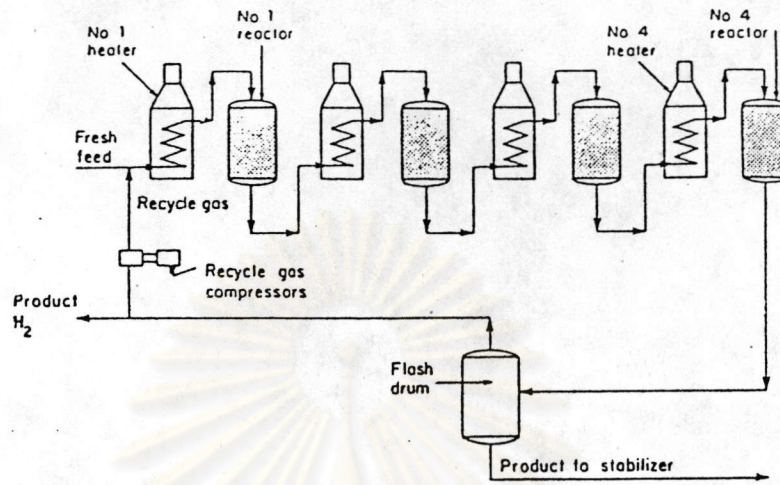 No 1
heater
No 1
reactor
No 4
heater
No 4
reactor
Fresh
feed
Recycle gas
Recycle gas
compressors
Product
H2
Flash
drum
Product to stabilizer